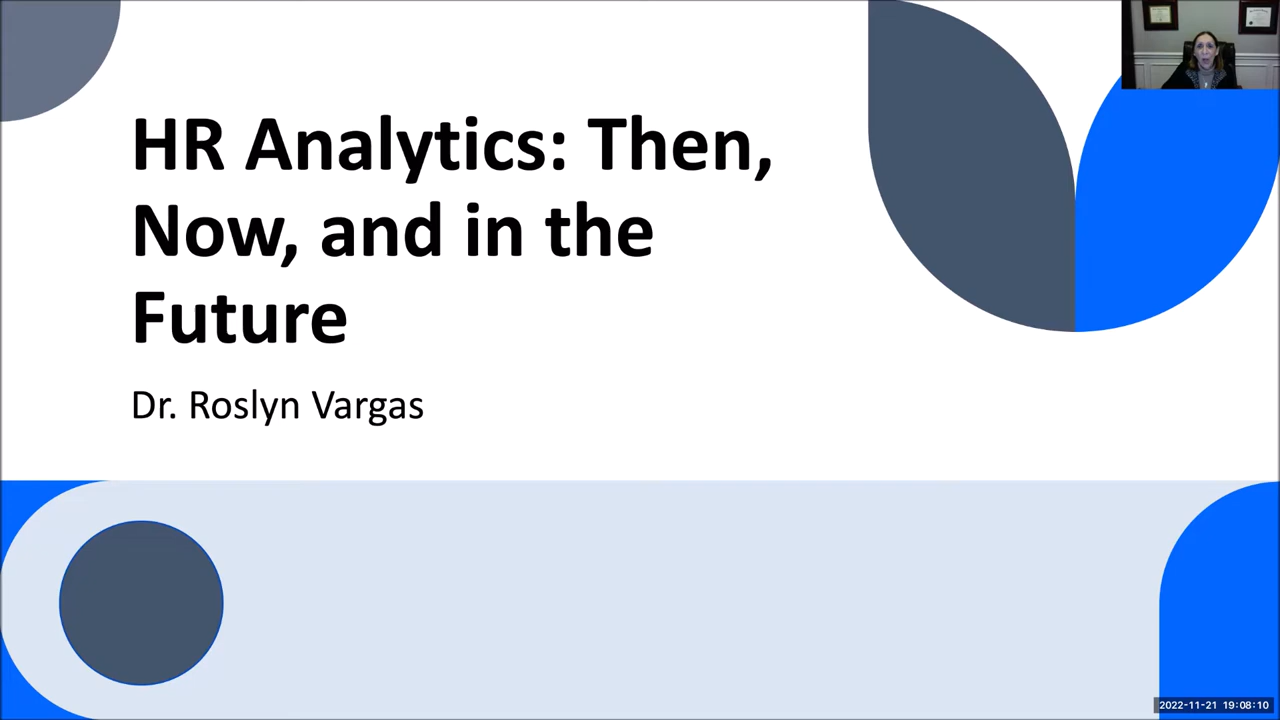 HR Analytics: Then,
Now, and in the
Future
Dr. Roslyn Vargas
2022-11-21 19:08:10